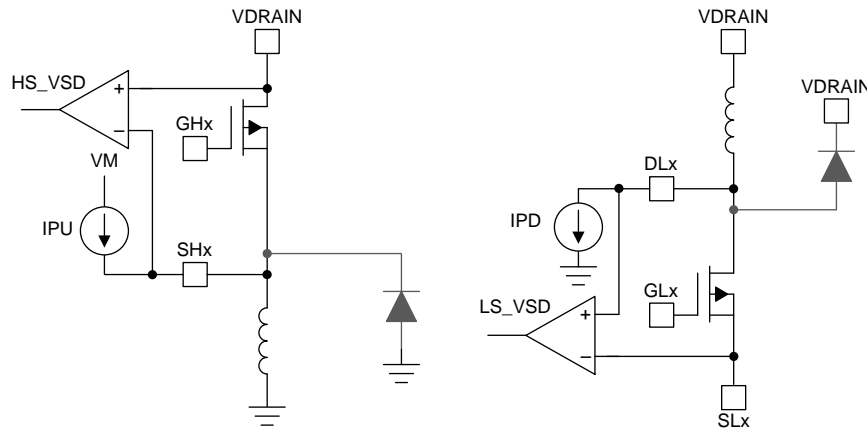 VDRAIN
HS_VSD
+
−
GHx
VM
IPU
SHx
VDRAIN
VDRAIN
DLx
IPD
GLx
LS_VSD
+
−
SLx